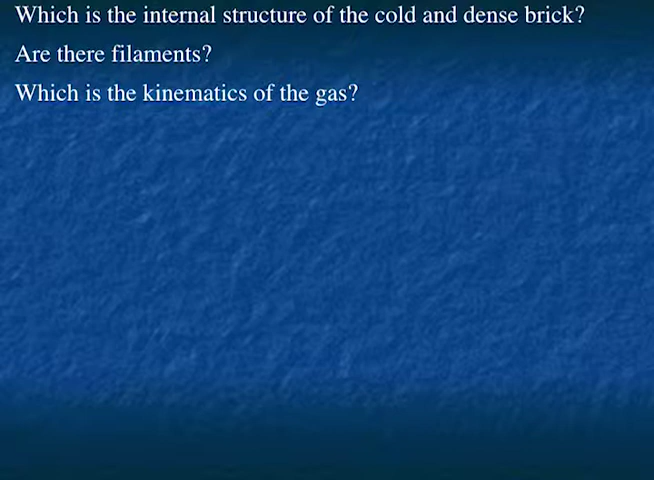 Which is the internal structure of the cold and dense brick?
Are there filaments?
Which is the kinematics of the gas?